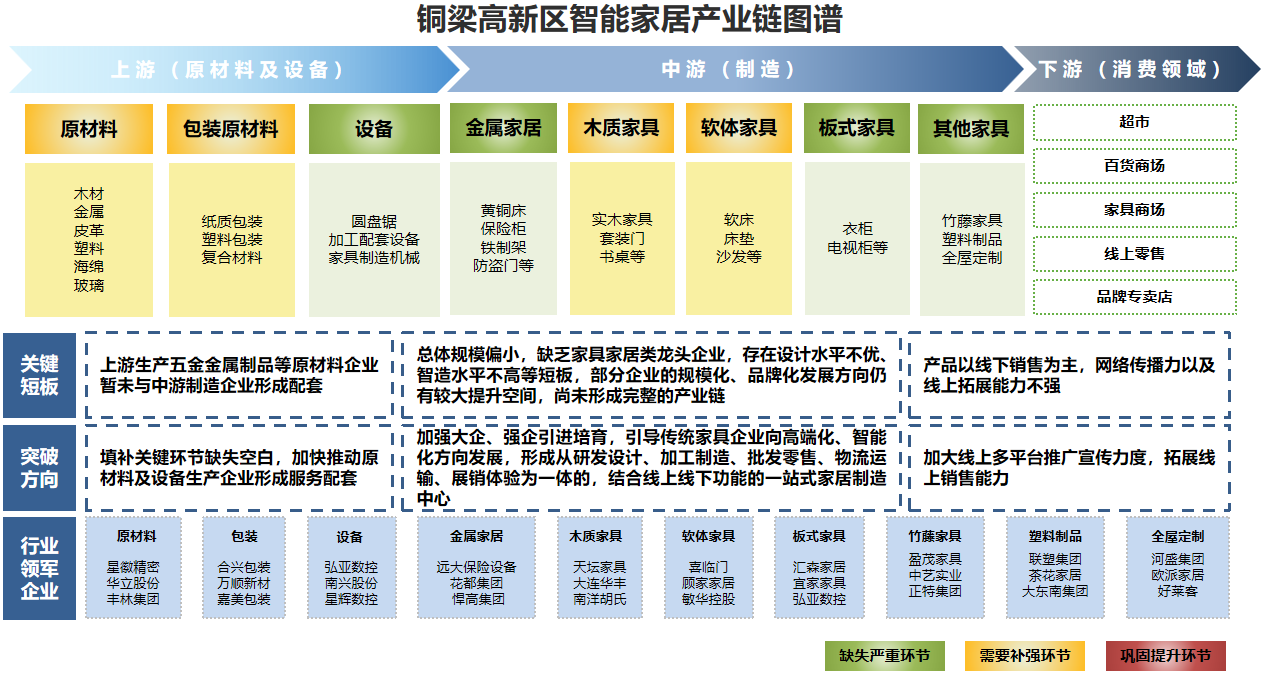 铜梁高新区智能家居产业链图谱
上游（原材料及设备）
中游（制造）
下游（消费领域）
原材料
包装原材料
设备
金属家居
木质家具
软体家具
板式家具
其他家具
木材
金属
皮革
塑料
海绵
玻璃
纸质包装
塑料包装
复合材料
圆盘锯
加工配套设备
家具制造机械
黄铜床
保险柜
铁制架
防盗门等
实木家具
套装门
书桌等
软床
床垫
沙发等
衣柜
电视柜等
竹藤家具
塑料制品
全屋定制
超市
百货商场
家具商场
线上零售
品牌专卖店
关键
短板
上游生产五金金属制品等原材料企业
暂未与中游制造企业形成配套
总体规模偏小，缺乏家具家居类龙头企业，存在设计水平不优、
智造水平不高等短板，部分企业的规模化、品牌化发展方向仍
有较大提升空间，尚未形成完整的产业链
产品以线下销售为主，网络传播力以及
线上拓展能力不强
突破
方向
填补关键环节缺失空白，加快推动原
材料及设备生产企业形成服务配套
加强大企、强企引进培育，引导传统家具企业向高端化、智能
化方向发展，形成从研发设计、加工制造、批发零售、物流运
输、展销体验为一体的，结合线上线下功能的一站式家居制造
中心
加大线上多平台推广宣传力度，拓展线
上销售能力
行业
领军
企业
原材料
星徽精密
华立股份
丰林集团
包装
合兴包装
万顺新材
嘉美包装
设备
弘亚数控
南兴股份
星辉数控
金属家居
远大保险设备
花都集团
悍高集团
木质家具
天坛家具
大连华丰
南洋胡氏
软体家具
喜临门
顾家家居
敏华控股
板式家具
汇森家居
宜家家具
弘亚数控
竹藤家具
盈茂家具
中艺实业
正特集团
塑料制品
联塑集团
茶花家居
大东南集团
全屋定制
河盛集团
欧派家居
好莱客
缺失严重环节
需要补强环节
巩固提升环节